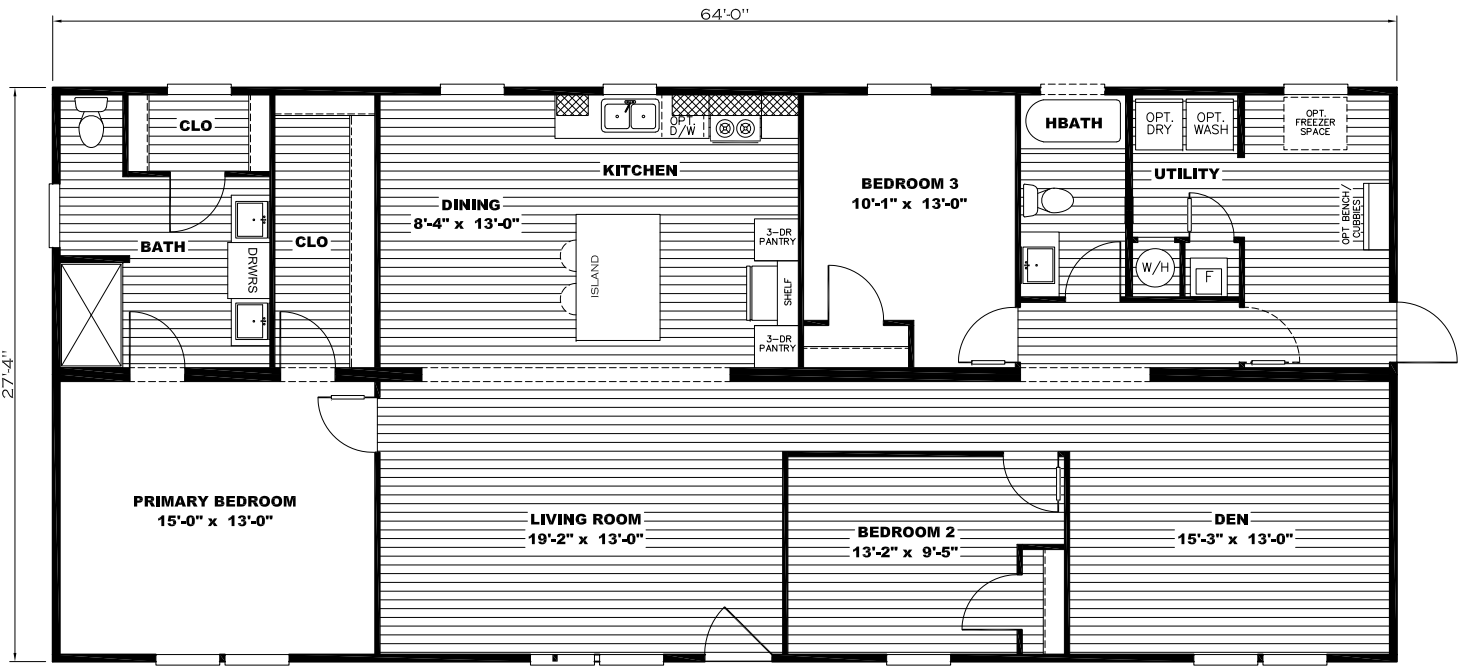 64'-0"
27'-4"
CLO
BATH
DRWRS
CLO
KITCHEN
DINING
8'-4" x 13'-0"
OPT.
D/W
ISLAND
3-DR
PANTRY
SHELF
3-DR
PANTRY
BEDROOM 3
10'-1" x 13'-0"
HBATH
OPT.
DRY
OPT.
WASH
UTILITY
W/H
F
OPT.
FREEZER
SPACE
OPT BENCH/
CUBBIES
PRIMARY BEDROOM
15'-0" x 13'-0"
LIVING ROOM
19'-2" x 13'-0"
BEDROOM 2
13'-2" x 9'-5"
DEN
15'-3" x 13'-0"